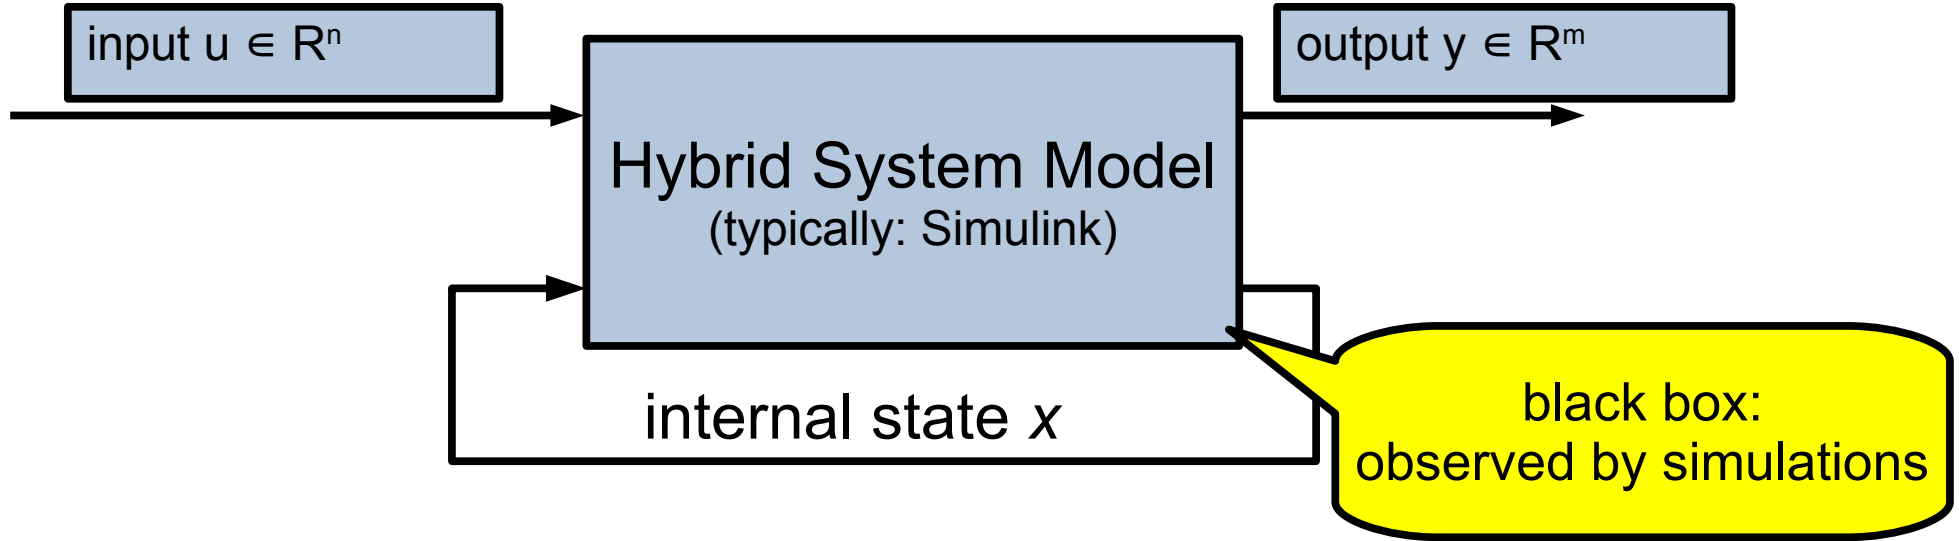 input u ∈ Rⁿ
output y ∈ Rᵐ
Hybrid System Model
(typically: Simulink)
internal state x
black box:
observed by simulations